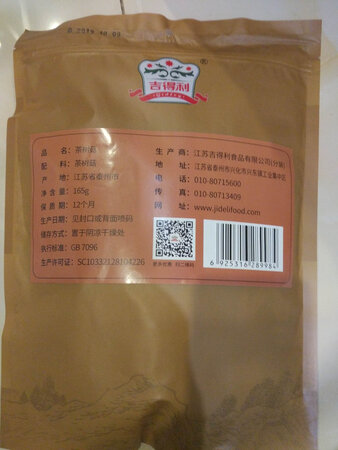 2019.10.09
吉得利
®
品 名：茶树菇
配 料：茶树菇
产 地：江苏省泰州市
重 量：165g
保 质 期：12个月
生产日期：见封口或背面喷码
储存方式：置于阴凉干燥处
执行标准：GB 7096
生产许可证：SC10332128104226
生 产 商：江苏吉得利食品有限公司(分装)
地 址：江苏省泰州市兴化市兴东镇工业集中区
电 话：010-80715600
传 真：010-80713409
网 址：www.jidelifood.com
6 925316 289984